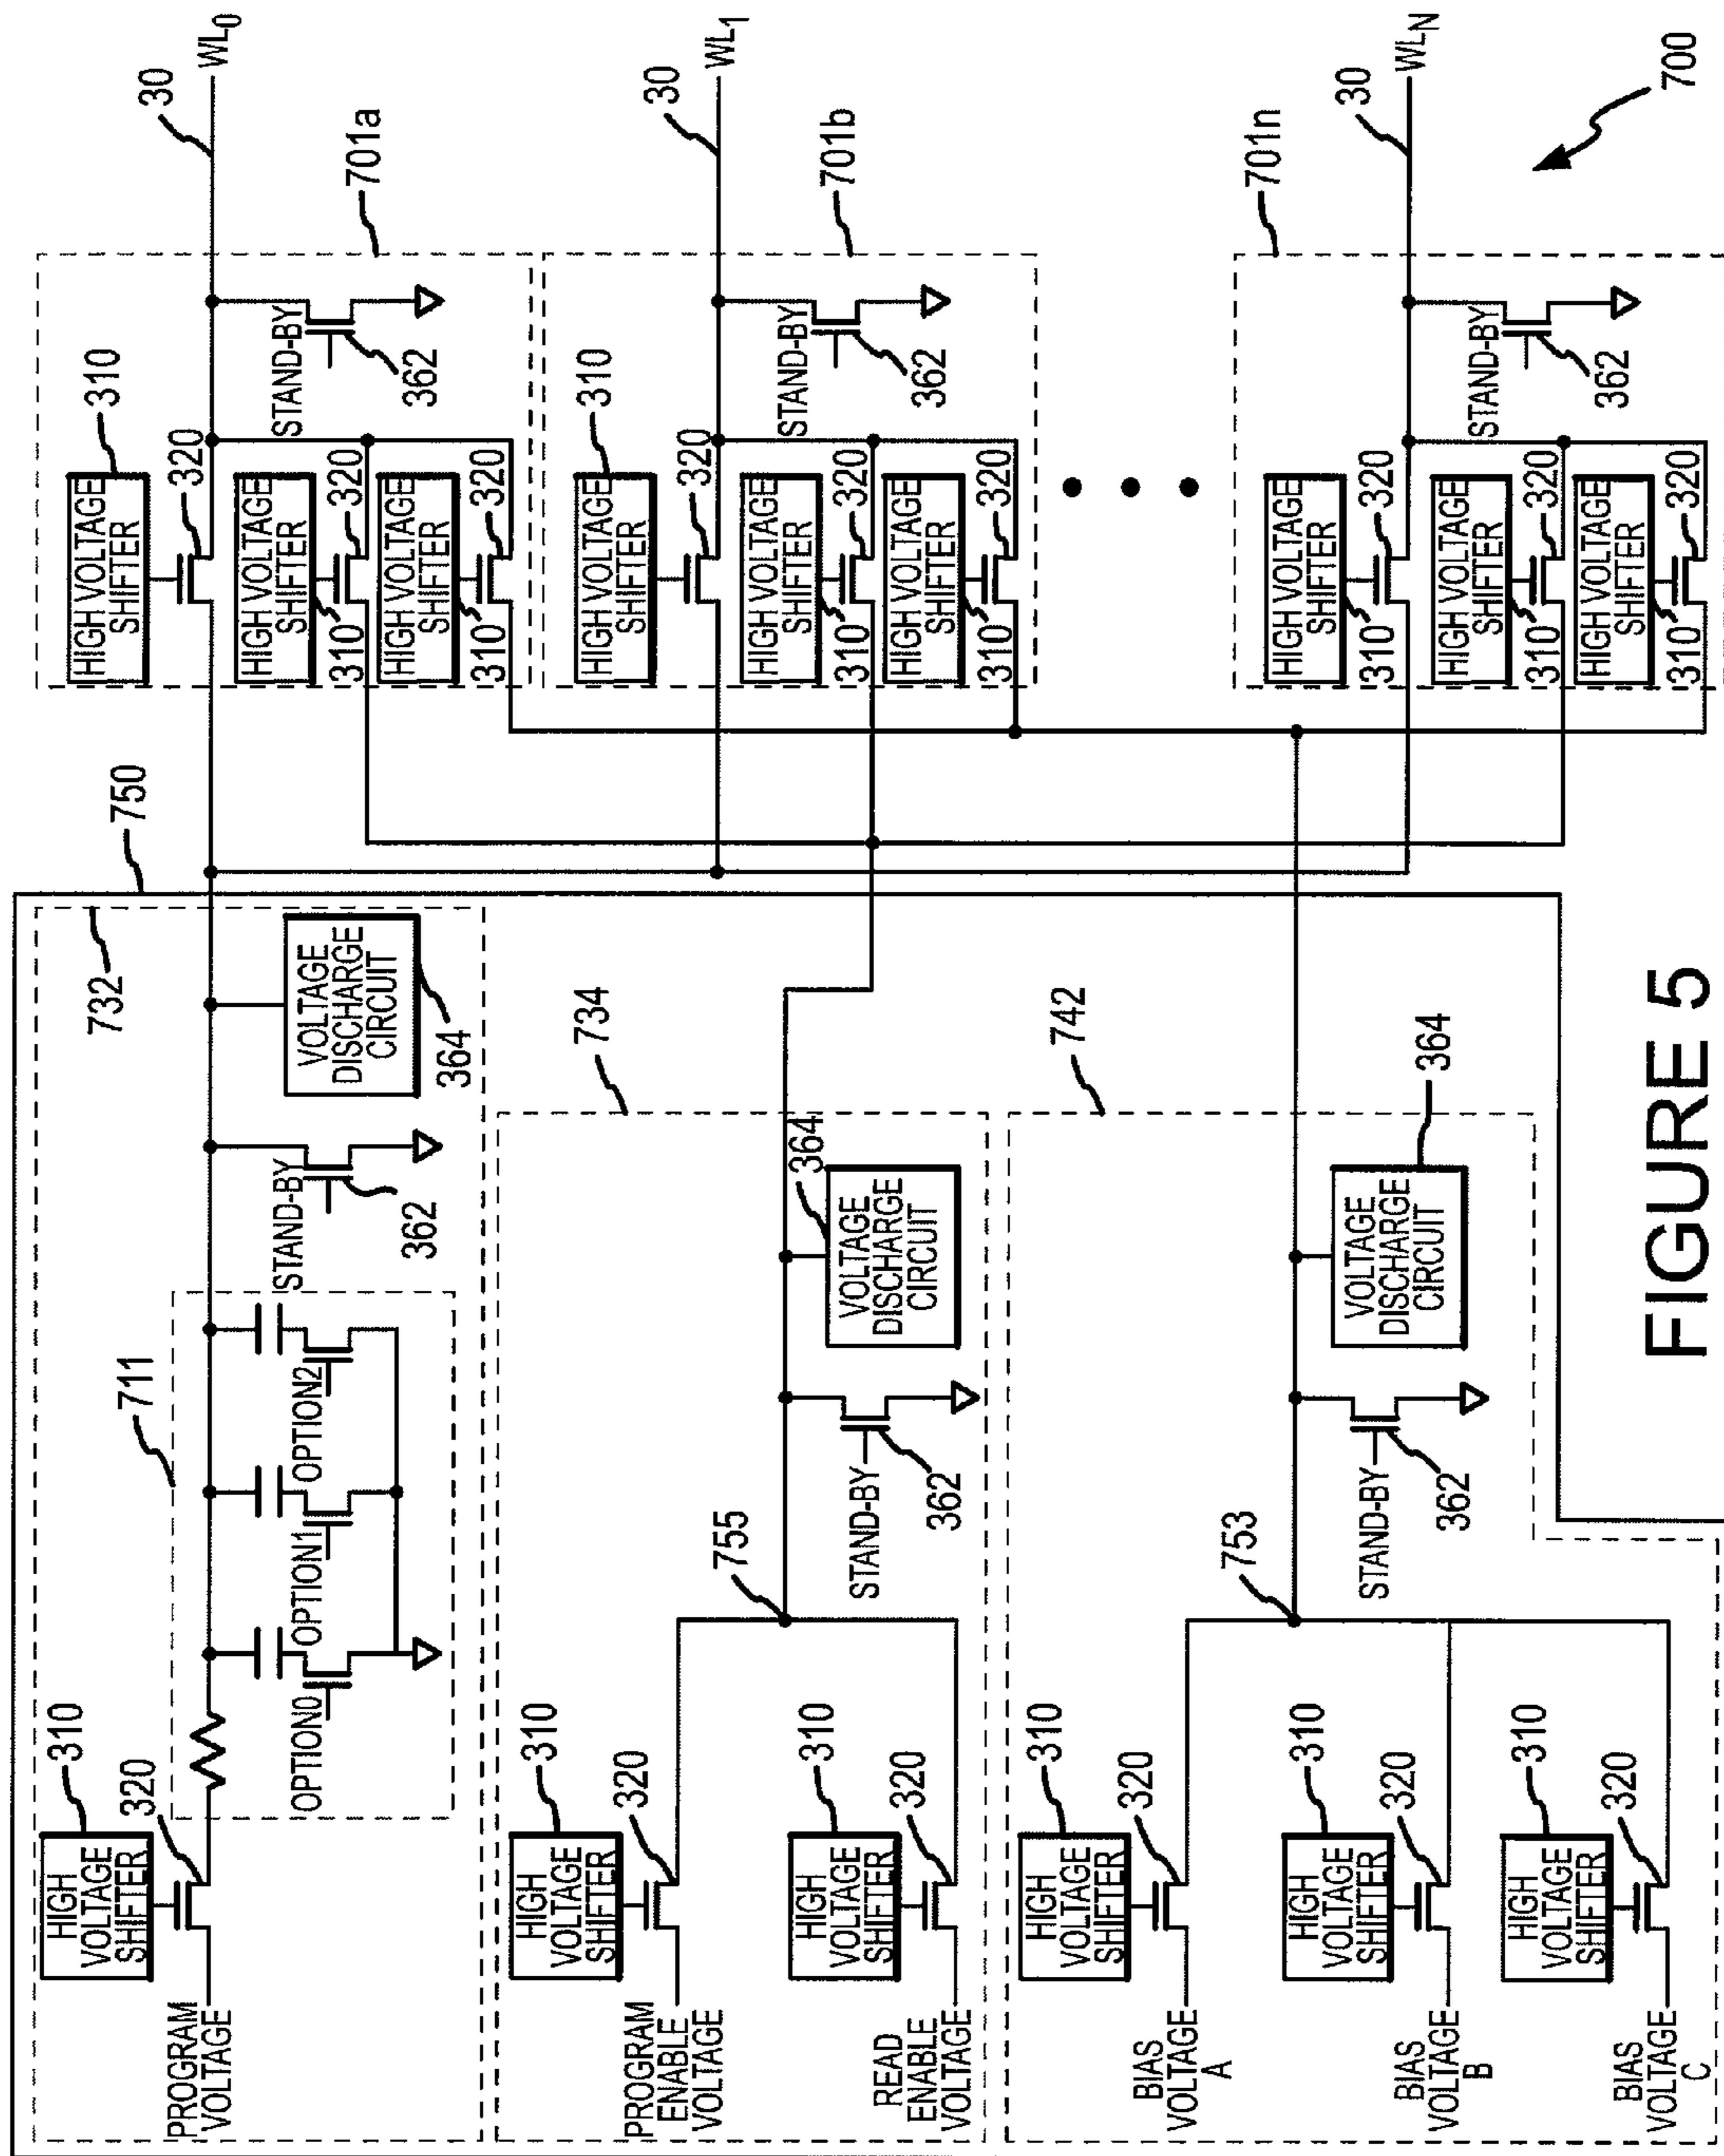 WL0
30
701a
310
HIGH VOLTAGE
SHIFTER
320
STAND-BY
362
HIGH VOLTAGE
SHIFTER
310
320
HIGH VOLTAGE
SHIFTER
310
320
WL1
30
701b
310
HIGH VOLTAGE
SHIFTER
320
STAND-BY
362
HIGH VOLTAGE
SHIFTER
310
320
HIGH VOLTAGE
SHIFTER
310
320
WLN
30
701n
HIGH VOLTAGE
SHIFTER
310
320
STAND-BY
362
HIGH VOLTAGE
SHIFTER
310
320
HIGH VOLTAGE
SHIFTER
310
320
700
750
732
VOLTAGE
DISCHARGE
CIRCUIT
364
STAND-BY
362
711
OPTION0
OPTION1
OPTION2
310
HIGH
VOLTAGE
SHIFTER
320
PROGRAM
VOLTAGE
734
364
VOLTAGE
DISCHARGE
CIRCUIT
STAND-BY
362
755
310
HIGH
VOLTAGE
SHIFTER
320
PROGRAM
ENABLE
VOLTAGE
310
HIGH
VOLTAGE
SHIFTER
320
READ
ENABLE
VOLTAGE
742
364
VOLTAGE
DISCHARGE
CIRCUIT
STAND-BY
362
753
310
HIGH
VOLTAGE
SHIFTER
320
BIAS
VOLTAGE
A
310
HIGH
VOLTAGE
SHIFTER
320
BIAS
VOLTAGE
B
310
HIGH
VOLTAGE
SHIFTER
320
BIAS
VOLTAGE
C
FIGURE 5